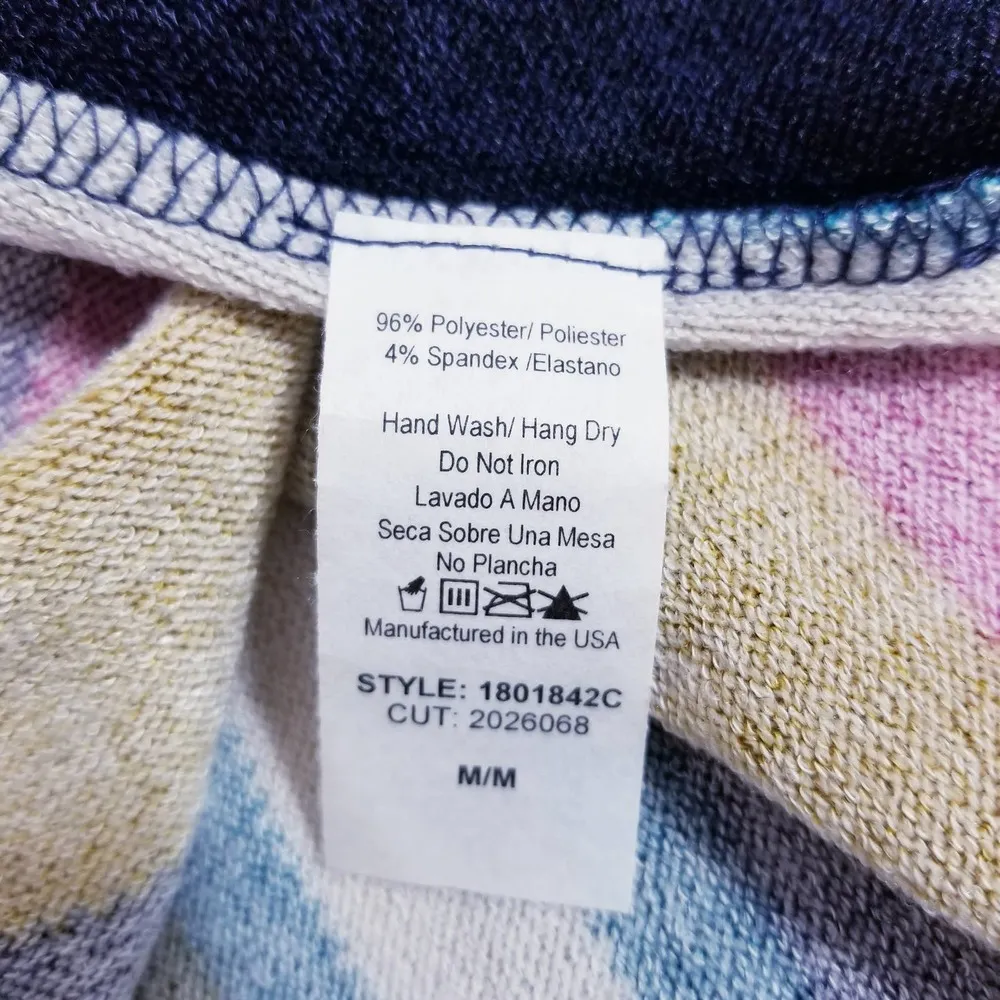 96% Polyester/ Poliester
4% Spandex /Elastano
Hand Wash/ Hang Dry
Do Not Iron
Lavado A Mano
Seca Sobre Una Mesa
No Plancha
Manufactured in the USA
STYLE: 1801842C
CUT: 2026068
M/M